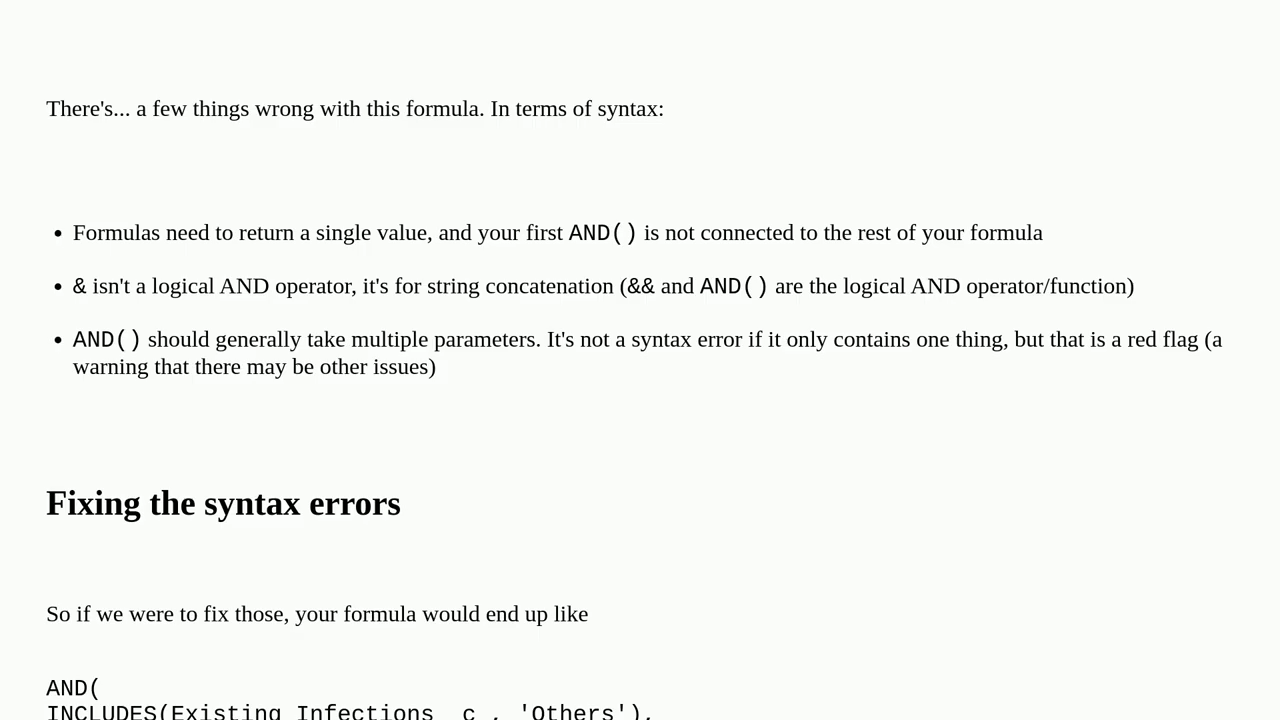 There's... a few things wrong with this formula. In terms of syntax:
• Formulas need to return a single value, and your first AND() is not connected to the rest of your formula
• & isn't a logical AND operator, it's for string concatenation (&& and AND() are the logical AND operator/function)
• AND() should generally take multiple parameters. It's not a syntax error if it only contains one thing, but that is a red flag (a
warning that there may be other issues)
Fixing the syntax errors
So if we were to fix those, your formula would end up like
AND(
INCLUDES(Existing_Infections__c , 'Others'),